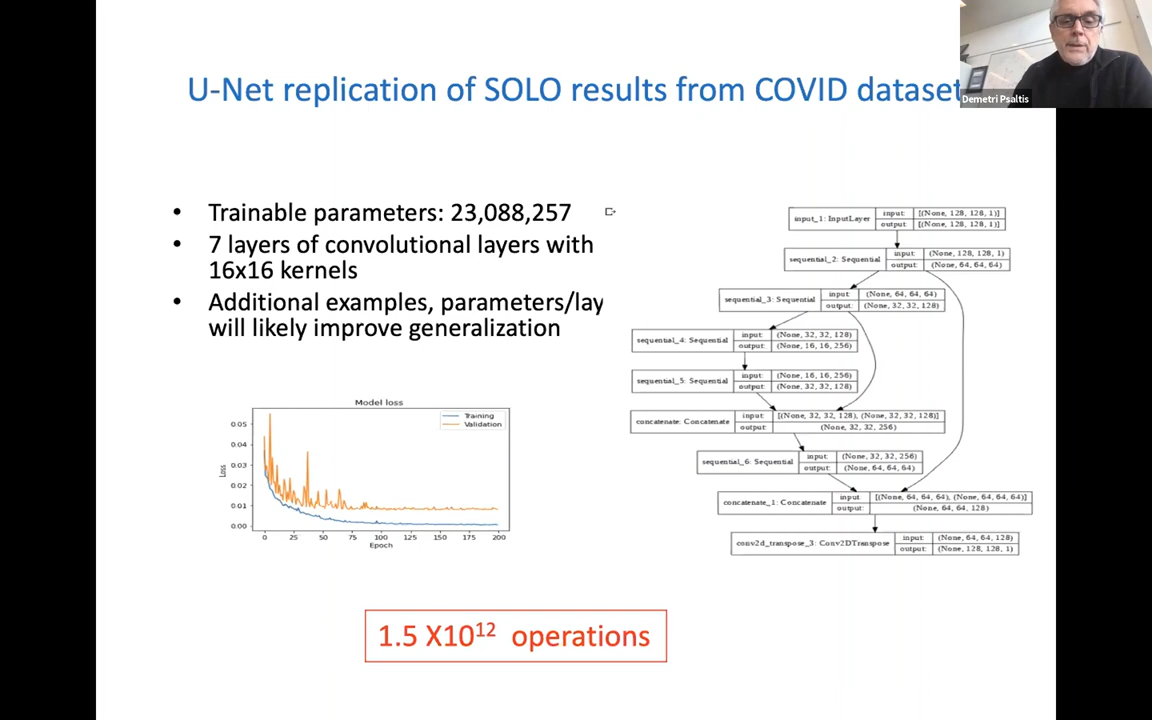 U-Net replication of SOLO results from COVID dataset
Demetri Psaltis
• Trainable parameters: 23,088,257
• 7 layers of convolutional layers with
16x16 kernels
• Additional examples, parameters/lay
will likely improve generalization
input_1: InputLayer
input: [(None, 128, 128, 1)]
output: [(None, 128, 128, 1)]
sequential_2: Sequential
input: (None, 128, 128, 1)
output: (None, 64, 64, 64)
sequential_3: Sequential
input: (None, 64, 64, 64)
output: (None, 32, 32, 128)
sequential_4: Sequential
input: (None, 32, 32, 128)
output: (None, 16, 16, 256)
sequential_5: Sequential
input: (None, 16, 16, 256)
output: (None, 32, 32, 128)
concatenate: Concatenate
input: [(None, 32, 32, 128), (None, 32, 32, 128)]
output: (None, 32, 32, 256)
sequential_6: Sequential
input: (None, 32, 32, 256)
output: (None, 64, 64, 64)
concatenate_1: Concatenate
input: [(None, 64, 64, 64), (None, 64, 64, 64)]
output: (None, 64, 64, 128)
conv2d_transpose_3: Conv2DTranspose
input: (None, 64, 64, 128)
output: (None, 128, 128, 1)
Model loss
Training
Validation
Loss
0.05
0.04
0.03
0.02
0.01
0.00
0 25 50 75 100 125 150 175 200
Epoch
1.5 X10¹² operations